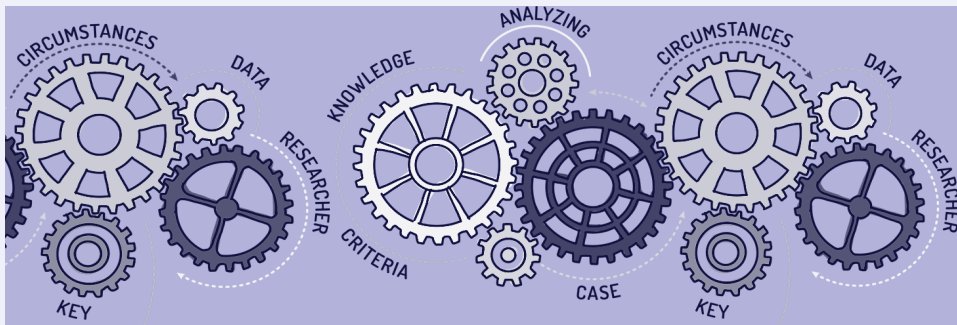 CIRCUMSTANCES
DATA
RESEARCHER
KEY
KNOWLEDGE
ANALYZING
CRITERIA
CASE
CIRCUMSTANCES
DATA
RESEARCHER
KEY